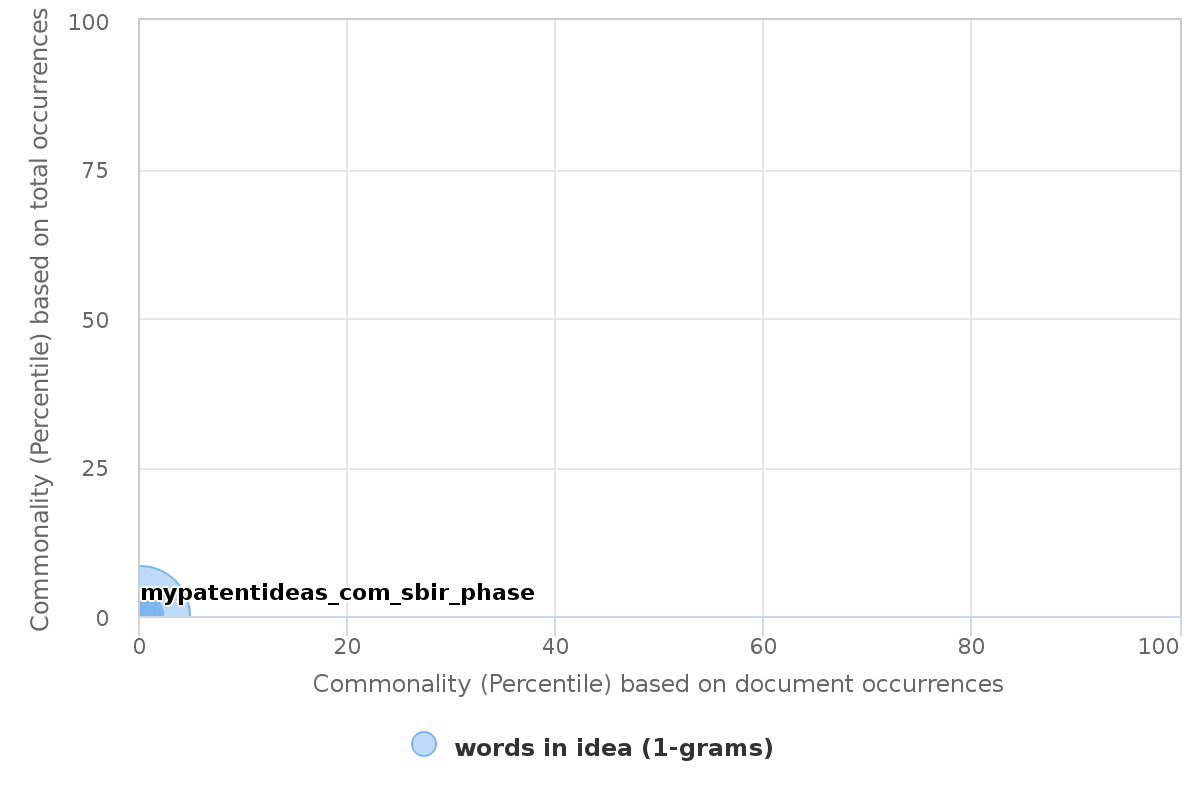 Commonality (Percentile) based on total occurrences
100
75
50
25
0
mypatentideas_com_sbir_phase
0 20 40 60 80 100
Commonality (Percentile) based on document occurrences
words in idea (1-grams)